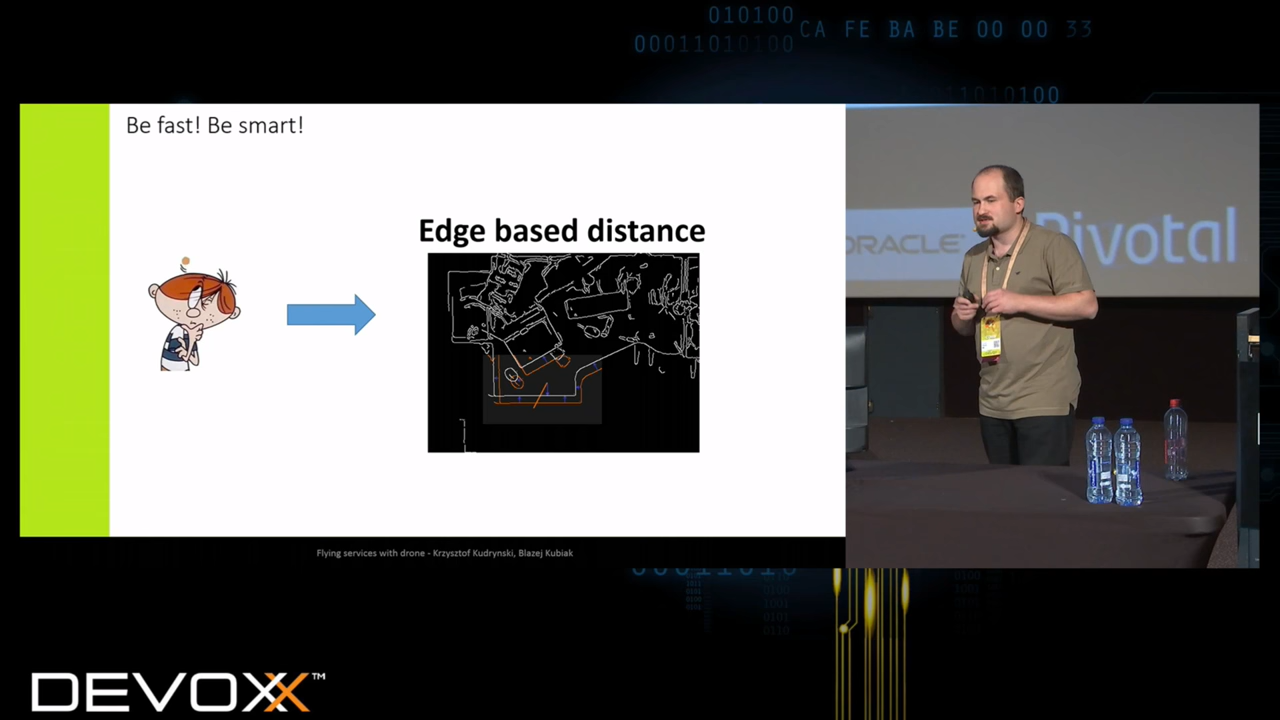 010100
00011010100
CA FE BA BE 00 00 33
1010100
Be fast! Be smart!
Edge based distance
ORACLE
Pivotal
Flying services with drone - Krzysztof Kudrynski, Blazej Kubiak
00011010
DEVOXX™